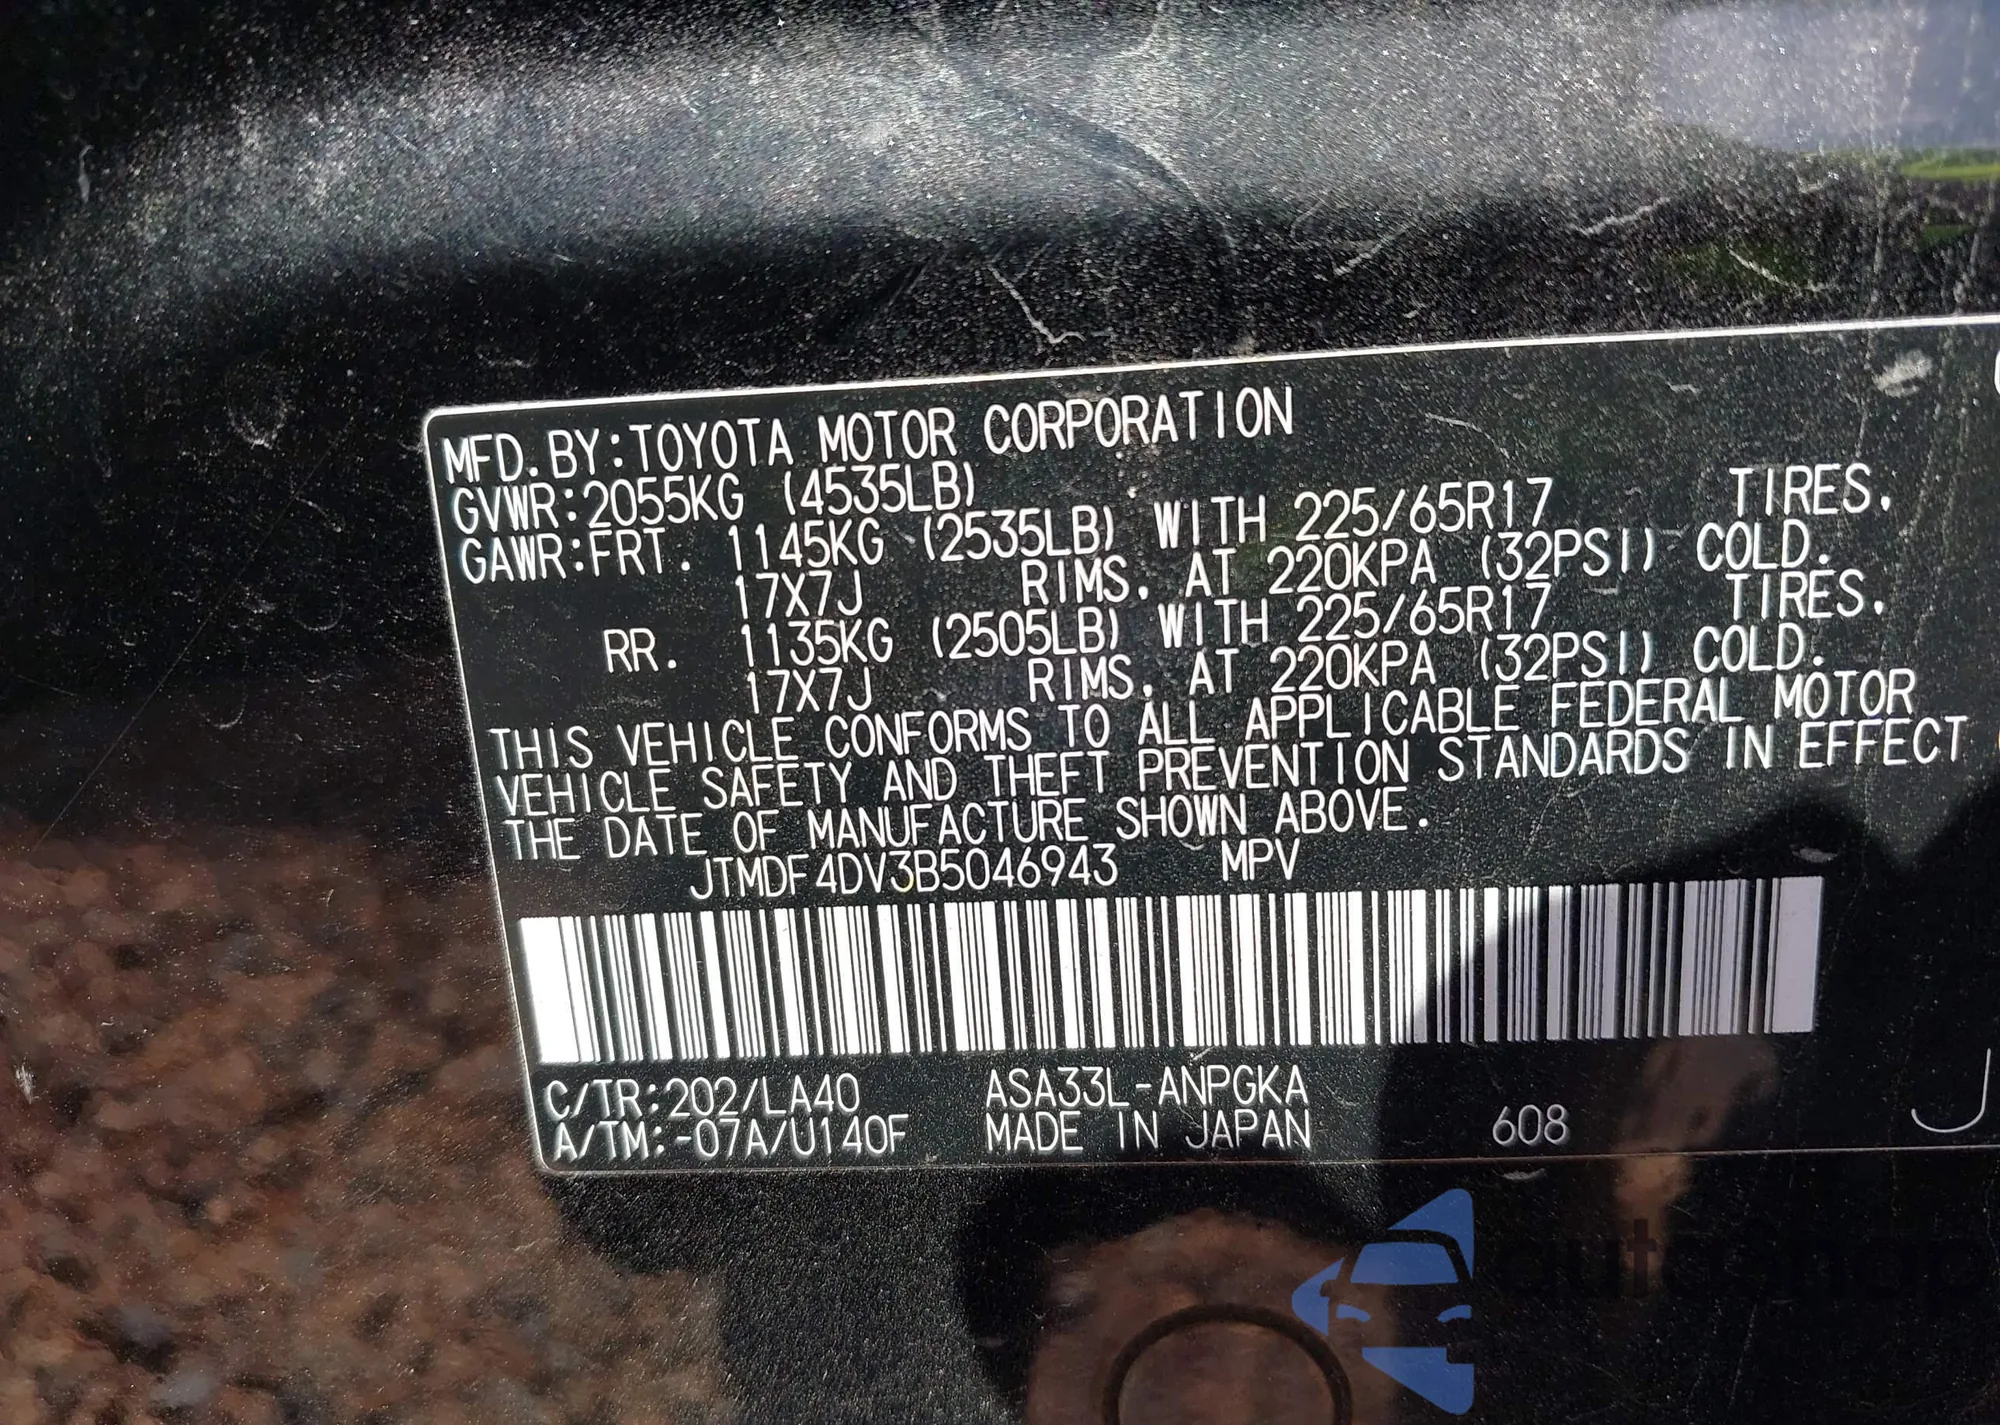 MFD. BY: TOYOTA MOTOR CORPORATION
GVWR: 2055KG (4535LB)
GAWR: FRT. 1145KG (2535LB) WITH 225/65R17 TIRES.
17X7J RIMS. AT 220KPA (32PSI) COLD.
RR. 1135KG (2505LB) WITH 225/65R17 TIRES.
17X7J RIMS. AT 220KPA (32PSI) COLD.
THIS VEHICLE CONFORMS TO ALL APPLICABLE FEDERAL MOTOR
VEHICLE SAFETY AND THEFT PREVENTION STANDARDS IN EFFECT
THE DATE OF MANUFACTURE SHOWN ABOVE.
JTMDF4DV3B5046943 MPV
C/TR:202/LA40 ASA33L-ANPGKA
A/TM:-07A/U140F MADE IN JAPAN 608
J
autoshop